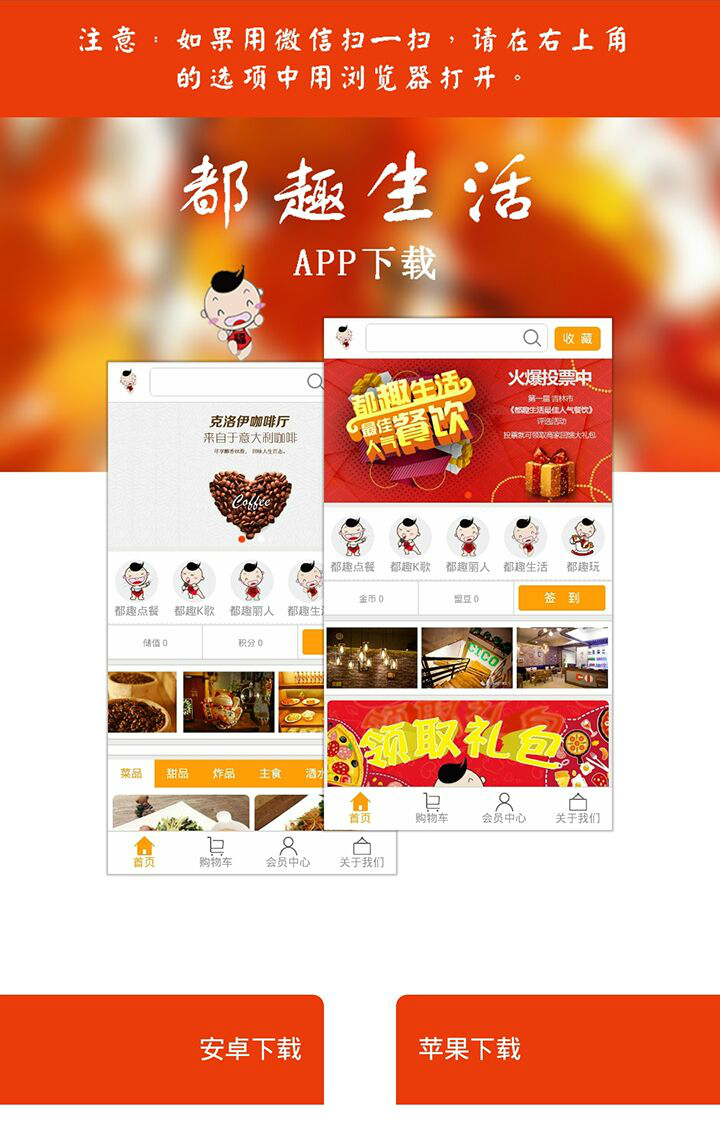 注意：如果用微信扫一扫，请在右上角
的选项中用浏览器打开。
都趣生活
APP下载
收 藏
都趣生活
最佳
人气
餐饮
火爆投票中
第一届 吉林市
《都趣生活最佳人气餐饮》
评选活动
投票就可领取商家回馈大礼包
都趣点餐 都趣K歌 都趣丽人 都趣生活 都趣玩
金币 0 盟豆 0 签 到
CICO
领取礼包
首页 购物车 会员中心 关于我们
克洛伊咖啡厅
来自于意大利咖啡
Coffee
都趣点餐 都趣K歌 都趣丽人 都趣生
储值 0 积分 0
菜品 甜品 炸品 主食 酒水
首页 购物车 会员中心 关于我们
安卓下载 苹果下载